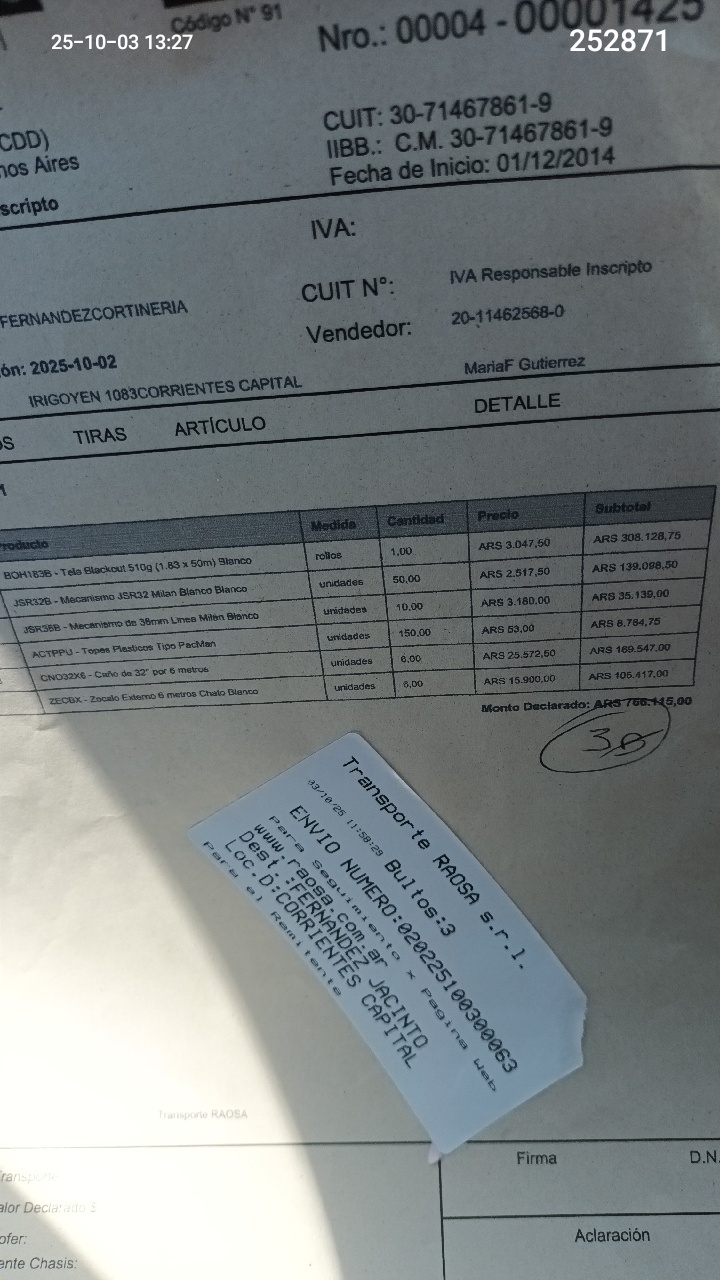 Código N° 91
Nro.: 00004 - 00001425
25-10-03 13:27
252871
CUIT: 30-71467861-9
CDD)
IIBB.: C.M. 30-71467861-9
nos Aires
Fecha de Inicio: 01/12/2014
scripto
IVA:
IVA Responsable Inscripto
FERNANDEZCORTINERIA
CUIT N°:
20-11462568-0
Vendedor:
ón: 2025-10-02
MariaF Gutierrez
IRIGOYEN 1083CORRIENTES CAPITAL
OS TIRAS ARTÍCULO DETALLE
Producto Medida Cantidad Precio Subtotal
BOH183B - Tela Blackout 510g (1.83 x 50m) Blanco rollos 1,00 ARS 3.047,50 ARS 308.128,75
JSR32B - Mecanismo JSR32 Milan Blanco Blanco unidades 50,00 ARS 2.517,50 ARS 139.098,50
JSR38B - Mecanismo de 38mm Linea Milan Blanco unidades 10,00 ARS 3.180,00 ARS 35.139,00
ACTPPU - Topes Plasticos Tipo PacMan unidades 150,00 ARS 53,00 ARS 8.784,75
CNO32X6 - Caño de 32" por 6 metros unidades 6,00 ARS 25.572,50 ARS 169.547,00
ZECBX - Zocalo Externo 6 metros Chato Blanco unidades 6,00 ARS 15.900,00 ARS 105.417,00
Monto Declarado: ARS 766.115,00
Transporte RAOSA s.r.l.
03/10/25 11:58:29 Bultos:3
ENVIO NUMERO:020225100300063
Para seguimiento x Pagina Web
www.raosa.com.ar
Dest.:FERNANDEZ JACINTO
Loc.D:CORRIENTES CAPITAL
Para el Remitente
Transporte RAOSA
Transporte
alor Declarado $
ofer:
ente Chasis:
Firma
D.N.
Aclaración